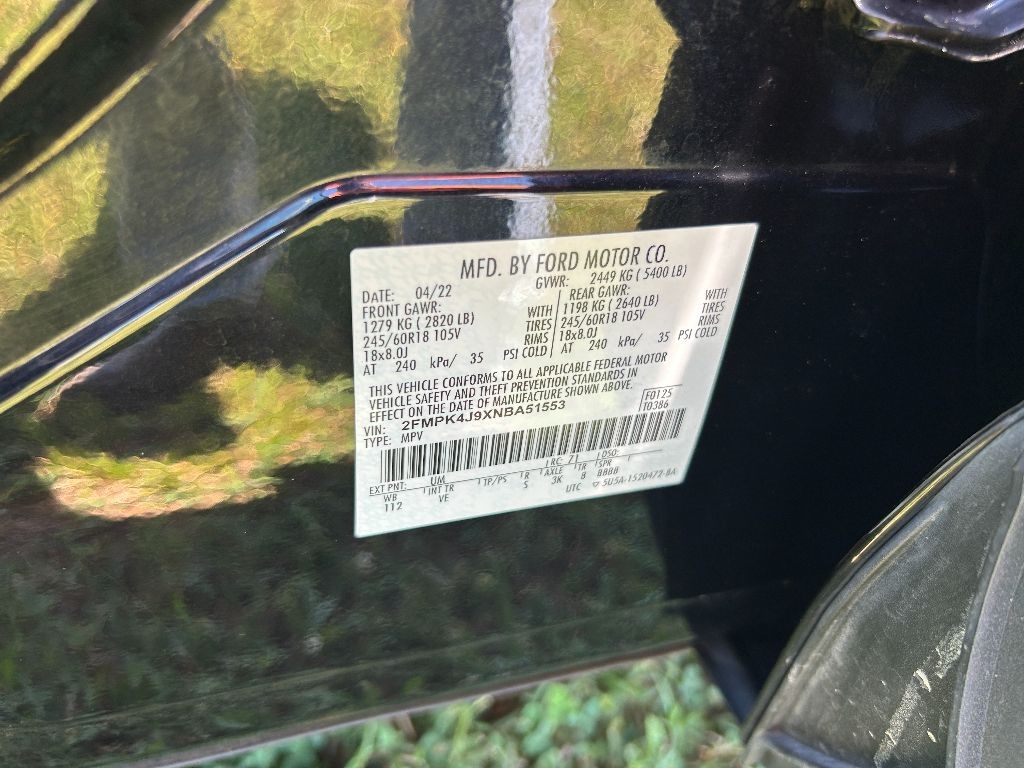 MFD. BY FORD MOTOR CO.
DATE: 04/22 GVWR: 2449 KG ( 5400 LB)
FRONT GAWR: REAR GAWR:
1279 KG ( 2820 LB) WITH 1198 KG ( 2640 LB) WITH
245/60R18 105V TIRES 245/60R18 105V TIRES
18x8.0J RIMS 18x8.0J RIMS
AT 240 kPa/ 35 PSI COLD AT 240 kPa/ 35 PSI COLD
THIS VEHICLE CONFORMS TO ALL APPLICABLE FEDERAL MOTOR
VEHICLE SAFETY AND THEFT PREVENTION STANDARDS IN
EFFECT ON THE DATE OF MANUFACTURE SHOWN ABOVE.
VIN: 2FMPK4J9XNBA51553 F0125
TYPE: MPV T0386
EXT PNT: UM RC: 71 DSO:
WB INT TR TP/PS R AXLE TR SPR
112 VE 5 3K 8 BBBB
UTC ▽ 5U5A-1520472-BA